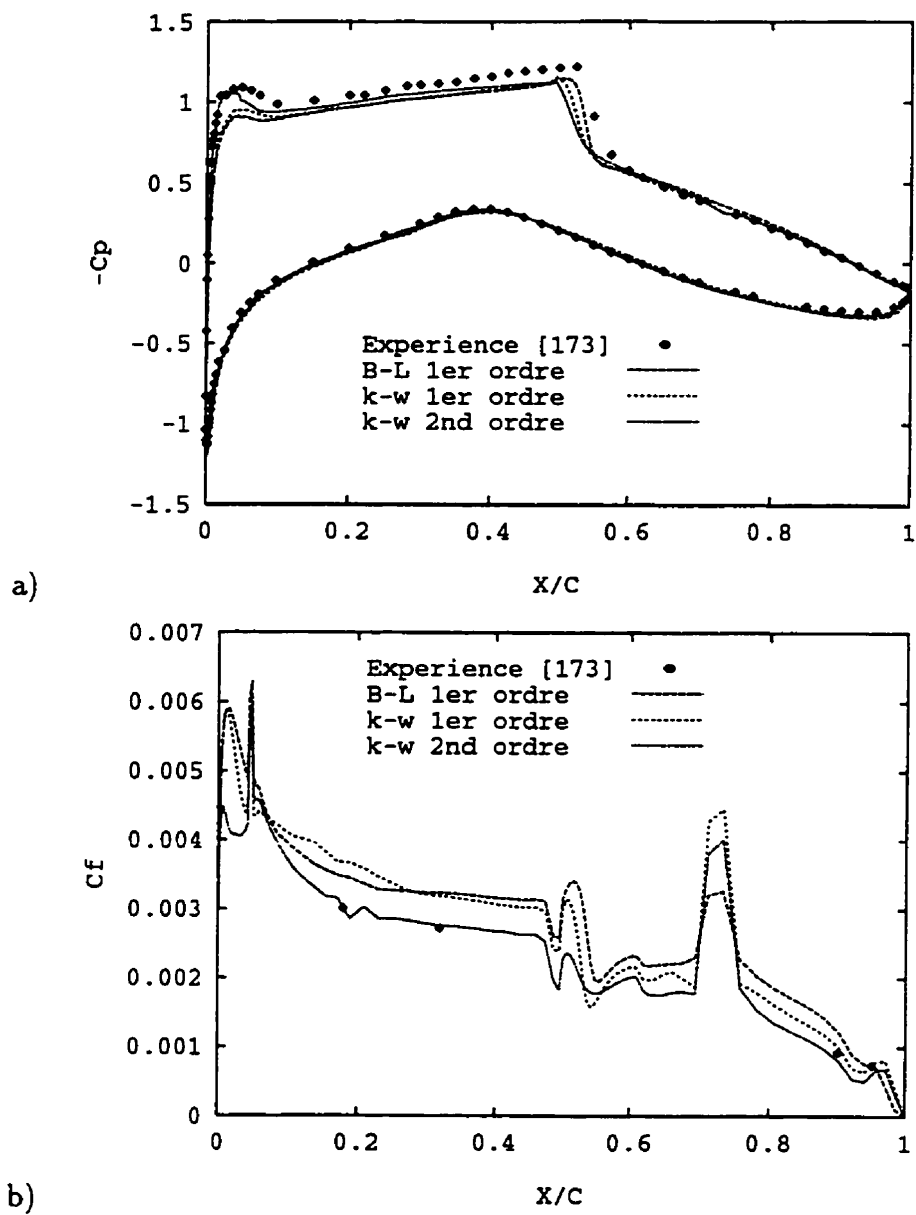 1.5
1
0.5
0
-0.5
-1
-1.5
-Cp
Experience [173]
B-L 1er ordre
k-w 1er ordre
k-w 2nd ordre
0 0.2 0.4 0.6 0.8 1
X/C
a)
0.007
0.006
0.005
0.004
0.003
0.002
0.001
0
Cf
Experience [173]
B-L 1er ordre
k-w 1er ordre
k-w 2nd ordre
0 0.2 0.4 0.6 0.8 1
X/C
b)